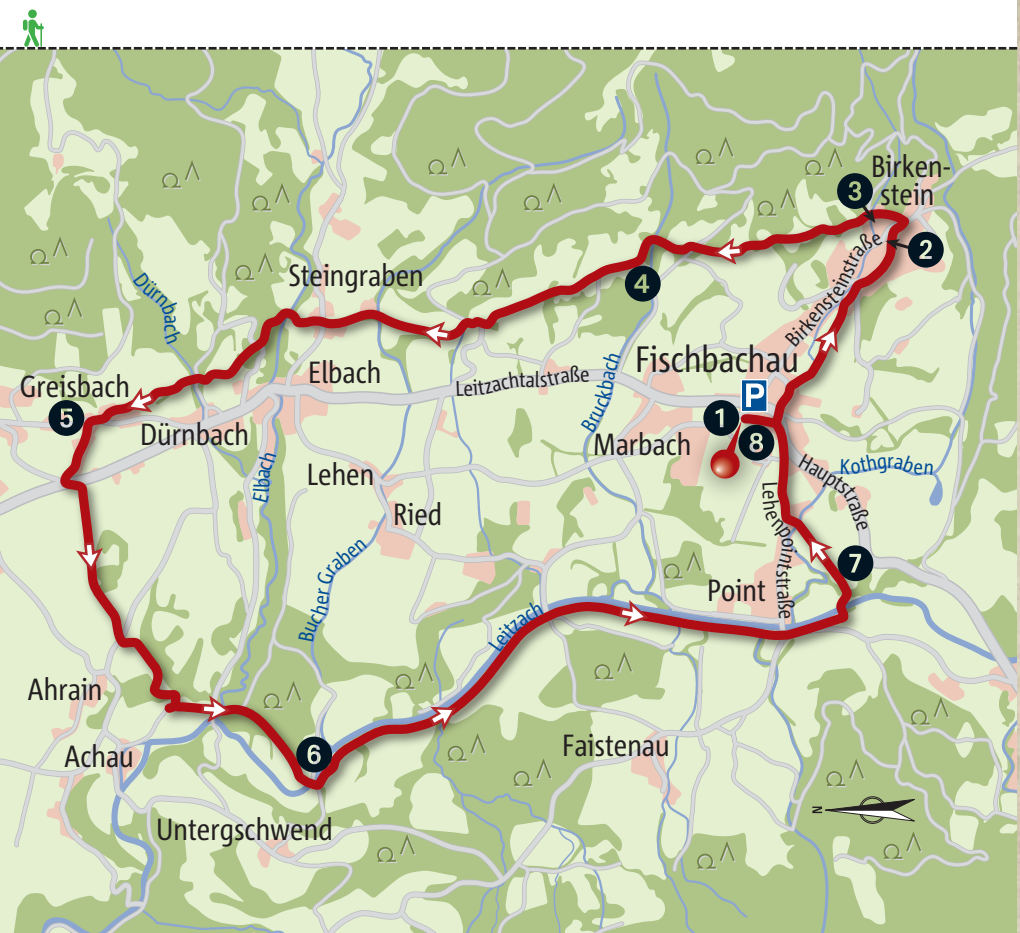 Birken-
stein
3
2
Birkensteinstraße
4
Steingraben
Dürnbach
Fischbachau
Elbach
Leitzachtalstraße
Bruckbach
Greisbach
P
5
1
8
Dürnbach
Marbach
Lehen
Elbach
Hauptstraße
Kothgraben
Ried
Lehenpointstraße
Bucher Graben
7
Point
Leitzach
Ahrain
Achau
6
Faistenau
N
Untergschwend